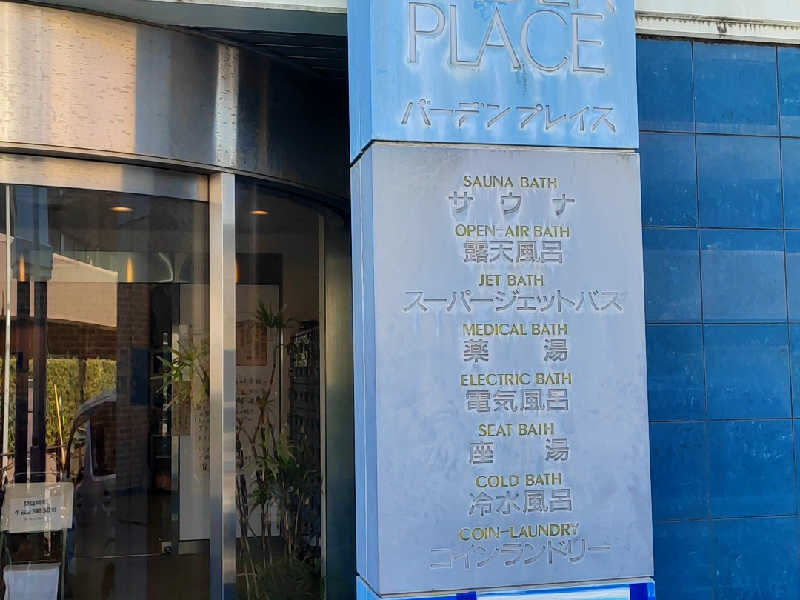 PLACE
バーデンプレイス
SAUNA BATH
サウナ
OPEN-AIR BATH
露天風呂
JET BATH
スーパージェットバス
MEDICAL BATH
薬湯
ELECTRIC BATH
電気風呂
SEAT BATH
座湯
COLD BATH
冷水風呂
COIN-LAUNDRY
コインランドリー